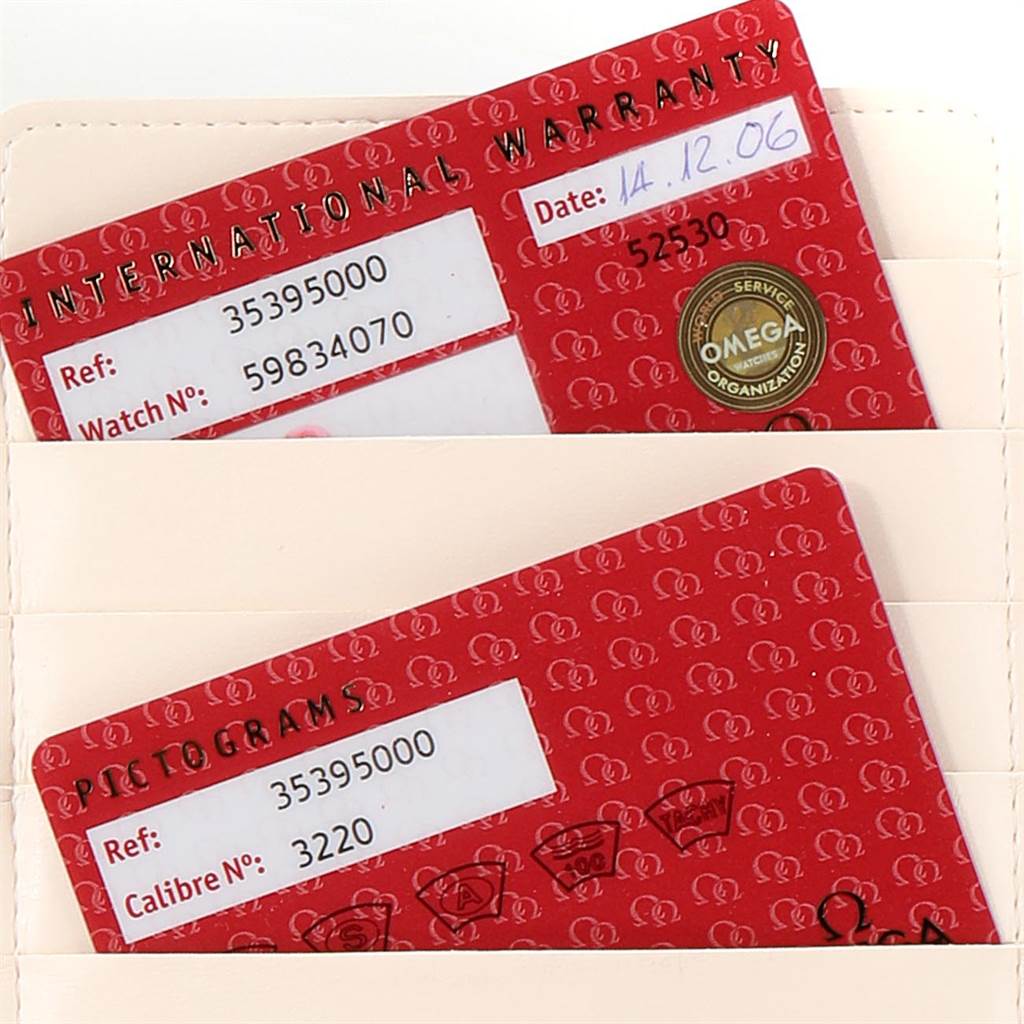 INTERNATIONAL WARRANTY
Date: 14.12.06
52530
Ref: 35395000
Watch Nº: 59834070
WORLD SERVICE
OMEGA
WATCHES
ORGANIZATION
PICTOGRAMS
Ref: 35395000
Calibre Nº: 3220
TACHY
100
A
S